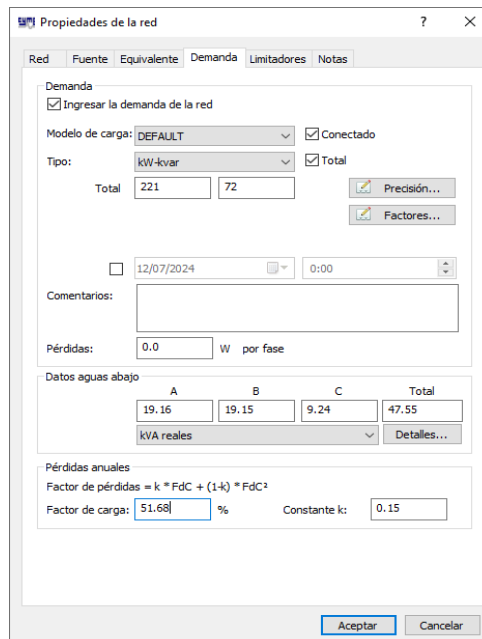 Propiedades de la red ? ×
Red Fuente Equivalente Demanda Limitadores Notas
Demanda
Ingresar la demanda de la red
Modelo de carga: DEFAULT Conectado
Tipo: kW-kvar Total
Total 221 72 Precisión...
Factores...
12/07/2024 0:00
Comentarios:
Pérdidas: 0.0 W por fase
Datos aguas abajo
A B C Total
19.16 19.15 9.24 47.55
kVA reales Detalles...
Pérdidas anuales
Factor de pérdidas = k * FdC + (1-k) * FdC²
Factor de carga: 51.68 % Constante k: 0.15
Aceptar Cancelar